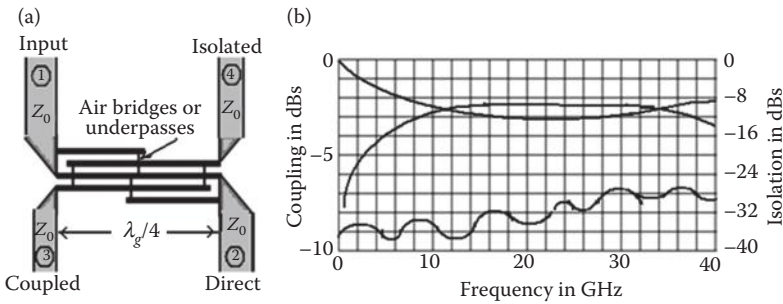 (a)
Input
Isolated
1
4
Z0
Z0
Air bridges or
underpasses
Z0
λg/4
Z0
3
2
Coupled
Direct
(b)
Coupling in dBs
0
−5
−10
0
−8
−16
−24
−32
−40
Isolation in dBs
0
10
20
30
40
Frequency in GHz